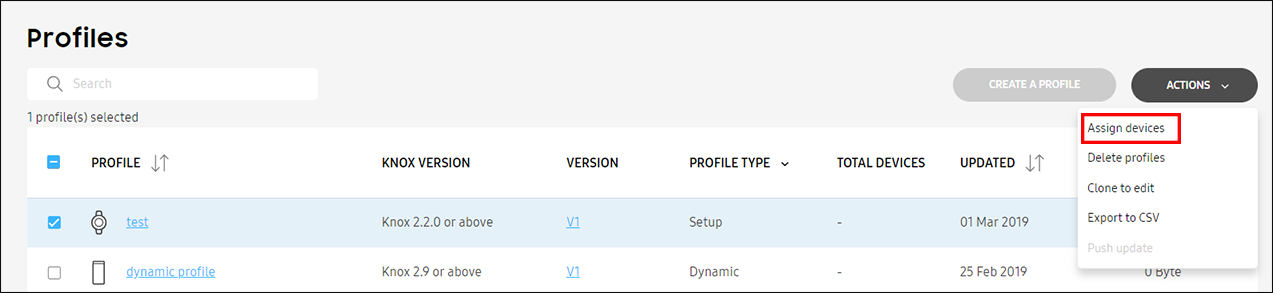 Profiles
Search
CREATE A PROFILE
ACTIONS
1 profile(s) selected
Assign devices
Delete profiles
Clone to edit
Export to CSV
Push update
PROFILE KNOX VERSION VERSION PROFILE TYPE TOTAL DEVICES UPDATED
test Knox 2.2.0 or above V1 Setup - 01 Mar 2019
dynamic profile Knox 2.9 or above V1 Dynamic - 25 Feb 2019 0 Byte